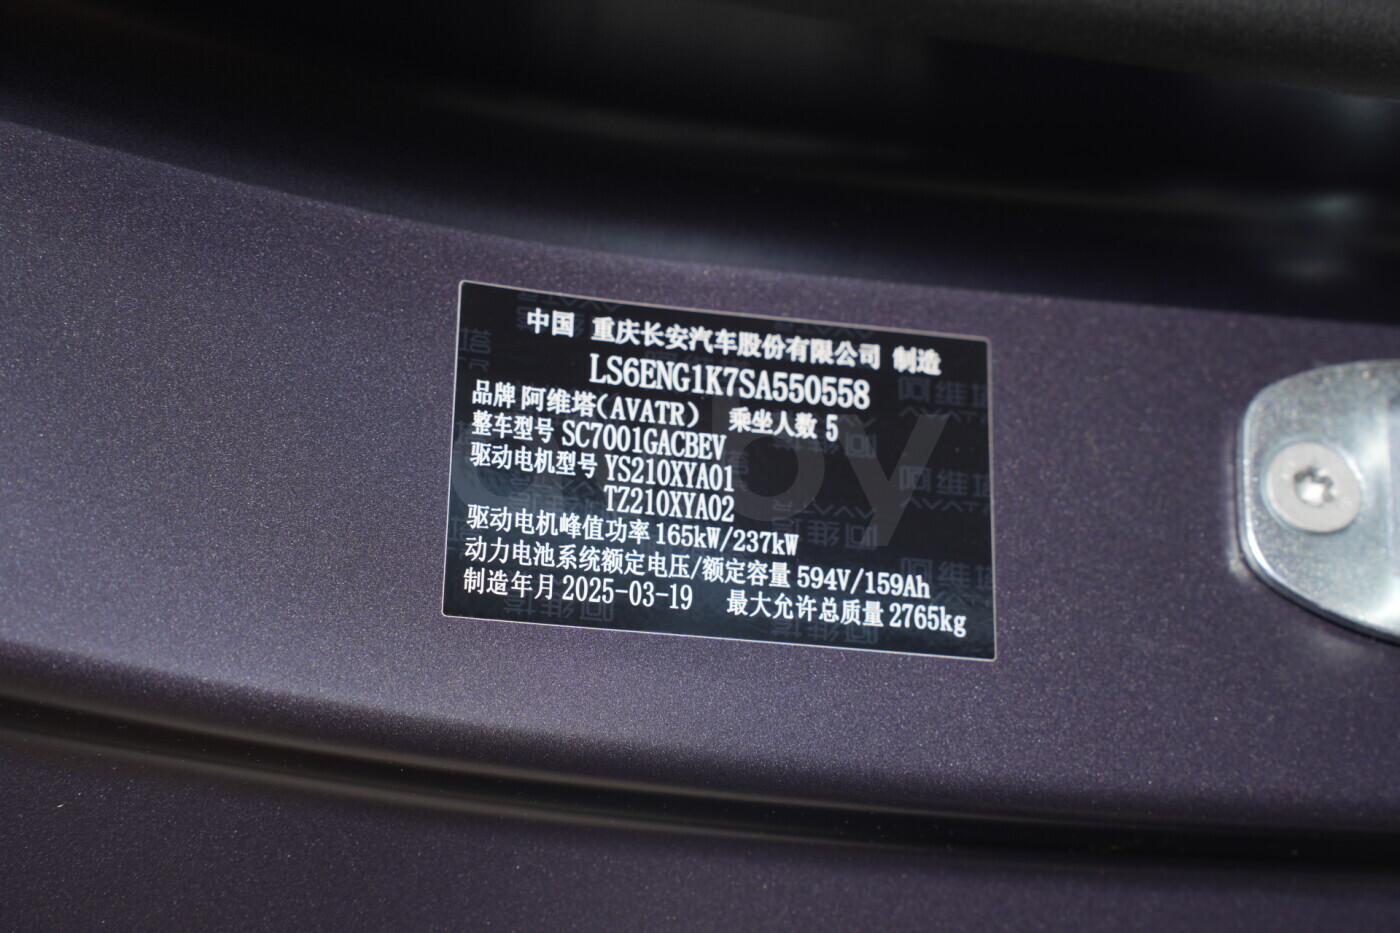 中国 重庆长安汽车股份有限公司 制造
LS6ENG1K7SA550558
品牌 阿维塔(AVATR) 乘坐人数 5
整车型号 SC7001GACBEV
驱动电机型号 YS210XYA01
TZ210XYA02
驱动电机峰值功率 165kW/237kW
动力电池系统额定电压/额定容量 594V/159Ah
制造年月 2025-03-19 最大允许总质量 2765kg